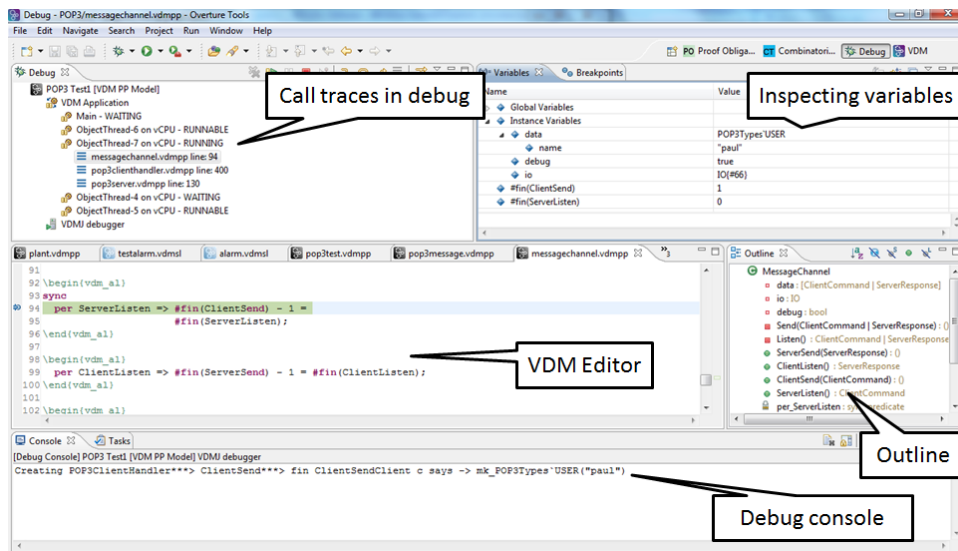 Debug - POP3/messagechannel.vdmpp - Overture Tools
File Edit Navigate Search Project Run Window Help
PO Proof Obliga... CT Combinatori... Debug VDM
Debug
POP3 Test1 [VDM PP Model]
VDM Application
Main - WAITING
ObjectThread-6 on vCPU - RUNNABLE
ObjectThread-7 on vCPU - RUNNING
messagechannel.vdmpp line: 94
pop3clienthandler.vdmpp line: 400
pop3server.vdmpp line: 130
ObjectThread-4 on vCPU - WAITING
ObjectThread-5 on vCPU - RUNNABLE
VDMJ debugger
Call traces in debug
Variables Breakpoints
Name Value
Global Variables
Instance Variables
data POP3Types`USER
name "paul"
debug true
io IO{#66}
#fin(ClientSend) 1
#fin(ServerListen) 0
Inspecting variables
plant.vdmpp testalarm.vdmsl alarm.vdmsl pop3test.vdmpp pop3message.vdmpp messagechannel.vdmpp »3
91
92 \begin{vdm_al}
93 sync
94 per ServerListen => #fin(ClientSend) - 1 =
95 #fin(ServerListen);
96 \end{vdm_al}
97
98 \begin{vdm_al}
99 per ClientListen => #fin(ServerSend) - 1 = #fin(ClientListen);
100 \end{vdm_al}
101
102 \begin{vdm_al}
VDM Editor
Outline
MessageChannel
data : [ClientCommand | ServerResponse]
io : IO
debug : bool
Send(ClientCommand | ServerResponse) : ()
Listen() : ClientCommand | ServerResponse
ServerSend(ServerResponse) : ()
ClientListen() : ServerResponse
ClientSend(ClientCommand) : ()
ServerListen() : ClientCommand
per_ServerListen :
Outline
Console Tasks
[Debug Console] POP3 Test1 [VDM PP Model] VDMJ debugger
Creating POP3ClientHandler***> ClientSend***> fin ClientSendClient c says -> mk_POP3Types`USER("paul")
Debug console